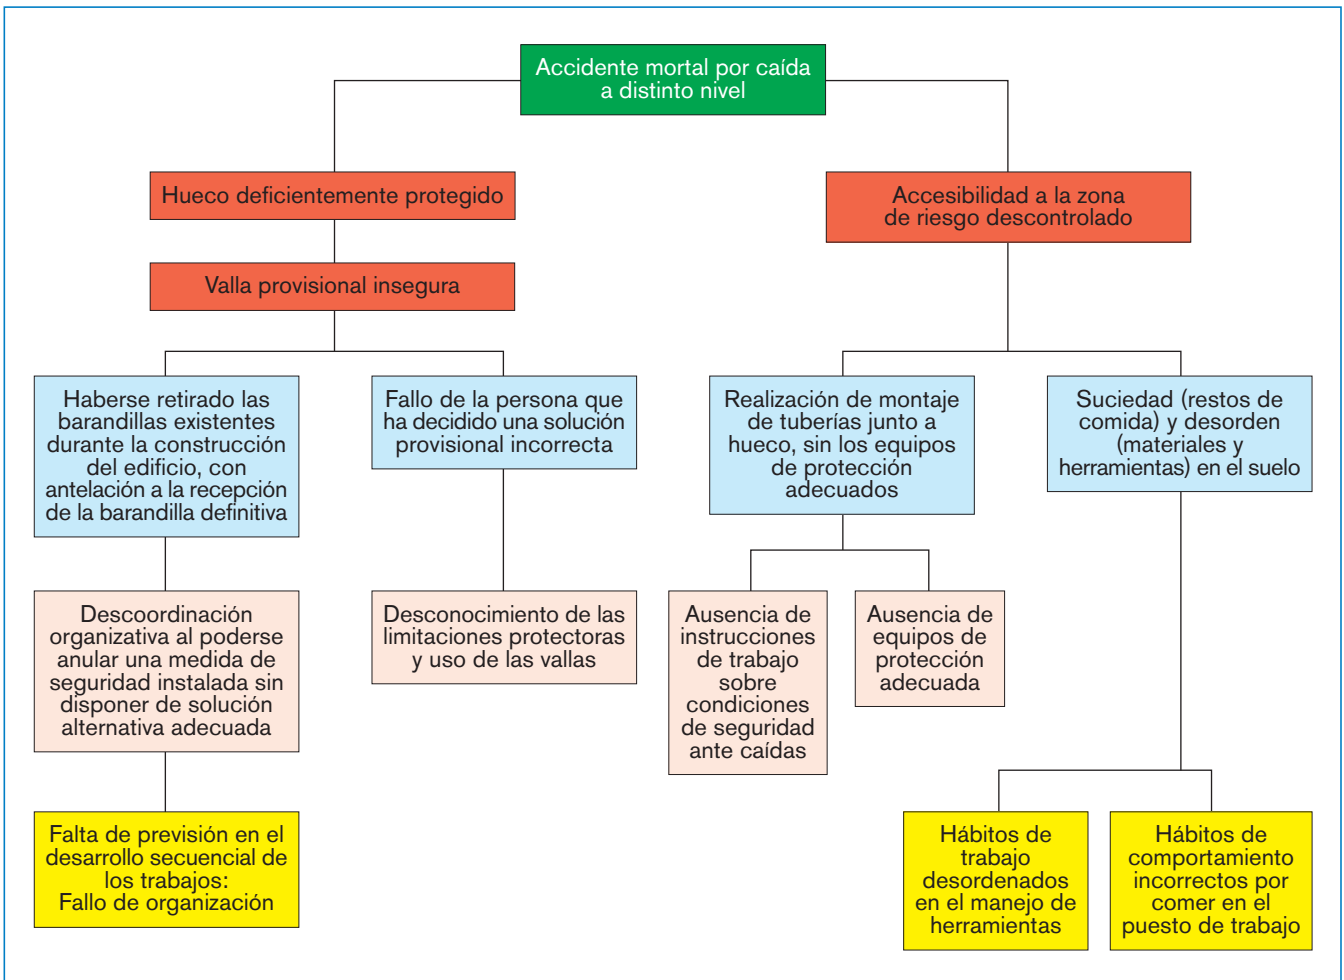 Accidente mortal por caída
a distinto nivel
Hueco deficientemente protegido
Accesibilidad a la zona
de riesgo descontrolado
Valla provisional insegura
Haberse retirado las
barandillas existentes
durante la construcción
del edificio, con
antelación a la recepción
de la barandilla definitiva
Fallo de la persona que
ha decidido una solución
provisional incorrecta
Realización de montaje
de tuberías junto a
hueco, sin los equipos
de protección
adecuados
Suciedad (restos de
comida) y desorden
(materiales y
herramientas) en el suelo
Descoordinación
organizativa al poderse
anular una medida de
seguridad instalada sin
disponer de solución
alternativa adecuada
Desconocimiento de las
limitaciones protectoras
y uso de las vallas
Ausencia de
instrucciones
de trabajo
sobre
condiciones
de seguridad
ante caídas
Ausencia de
equipos de
protección
adecuada
Falta de previsión en el
desarrollo secuencial de
los trabajos:
Fallo de organización
Hábitos de
trabajo
desordenados
en el manejo de
herramientas
Hábitos de
comportamiento
incorrectos por
comer en el
puesto de trabajo